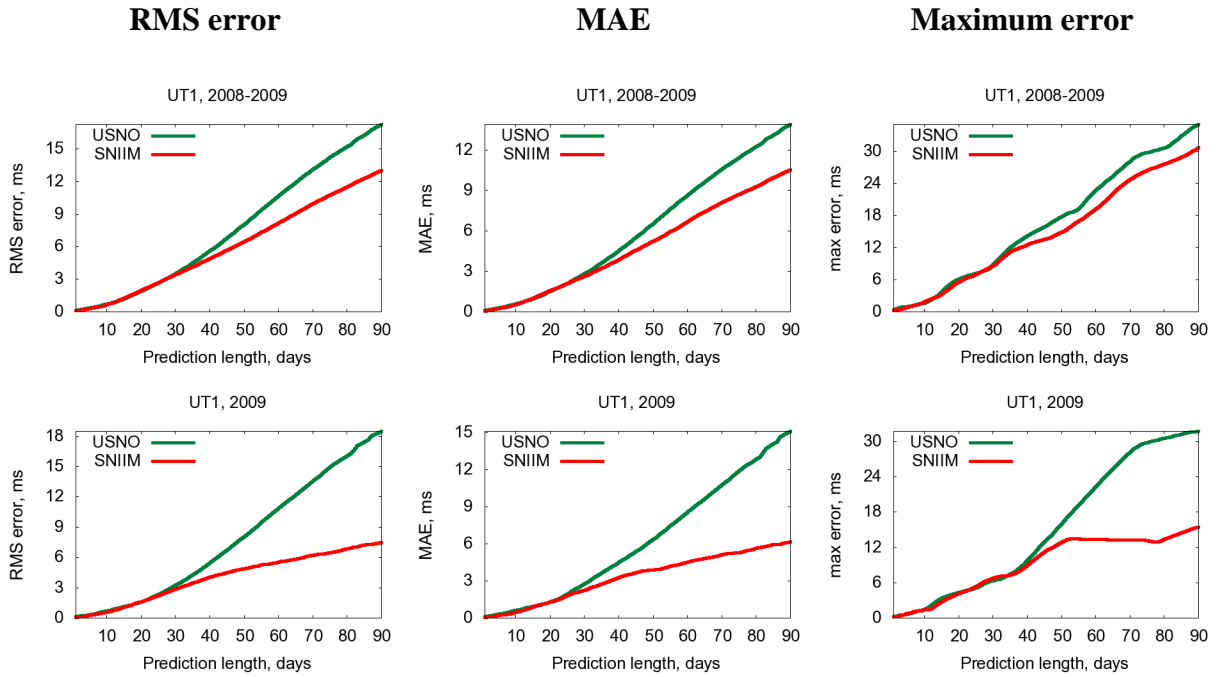 RMS error
MAE
Maximum error
UT1, 2008-2009
USNO
SNIIM
RMS error, ms
15
12
9
6
3
0
10 20 30 40 50 60 70 80 90
Prediction length, days
UT1, 2008-2009
USNO
SNIIM
MAE, ms
12
9
6
3
0
10 20 30 40 50 60 70 80 90
Prediction length, days
UT1, 2008-2009
USNO
SNIIM
max error, ms
30
24
18
12
6
0
10 20 30 40 50 60 70 80 90
Prediction length, days
UT1, 2009
USNO
SNIIM
RMS error, ms
18
15
12
9
6
3
0
10 20 30 40 50 60 70 80 90
Prediction length, days
UT1, 2009
USNO
SNIIM
MAE, ms
15
12
9
6
3
0
10 20 30 40 50 60 70 80 90
Prediction length, days
UT1, 2009
USNO
SNIIM
max error, ms
30
24
18
12
6
0
10 20 30 40 50 60 70 80 90
Prediction length, days